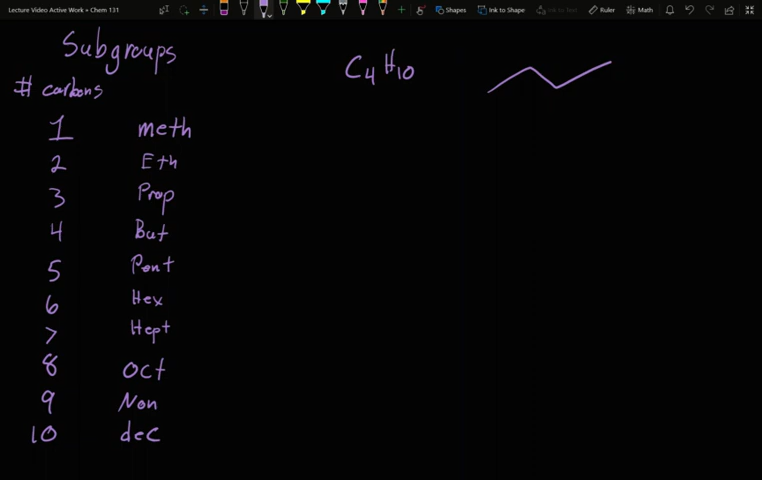 Lecture Video Active Work » Chem 131
Shapes
Ink to Shape
Ink to Text
Ruler
Math
Subgroups
# carbons
C4H10
1 meth
2 Eth
3 Prop
4 But
5 Pent
6 Hex
7 Hept
8 Oct
9 Non
10 dec